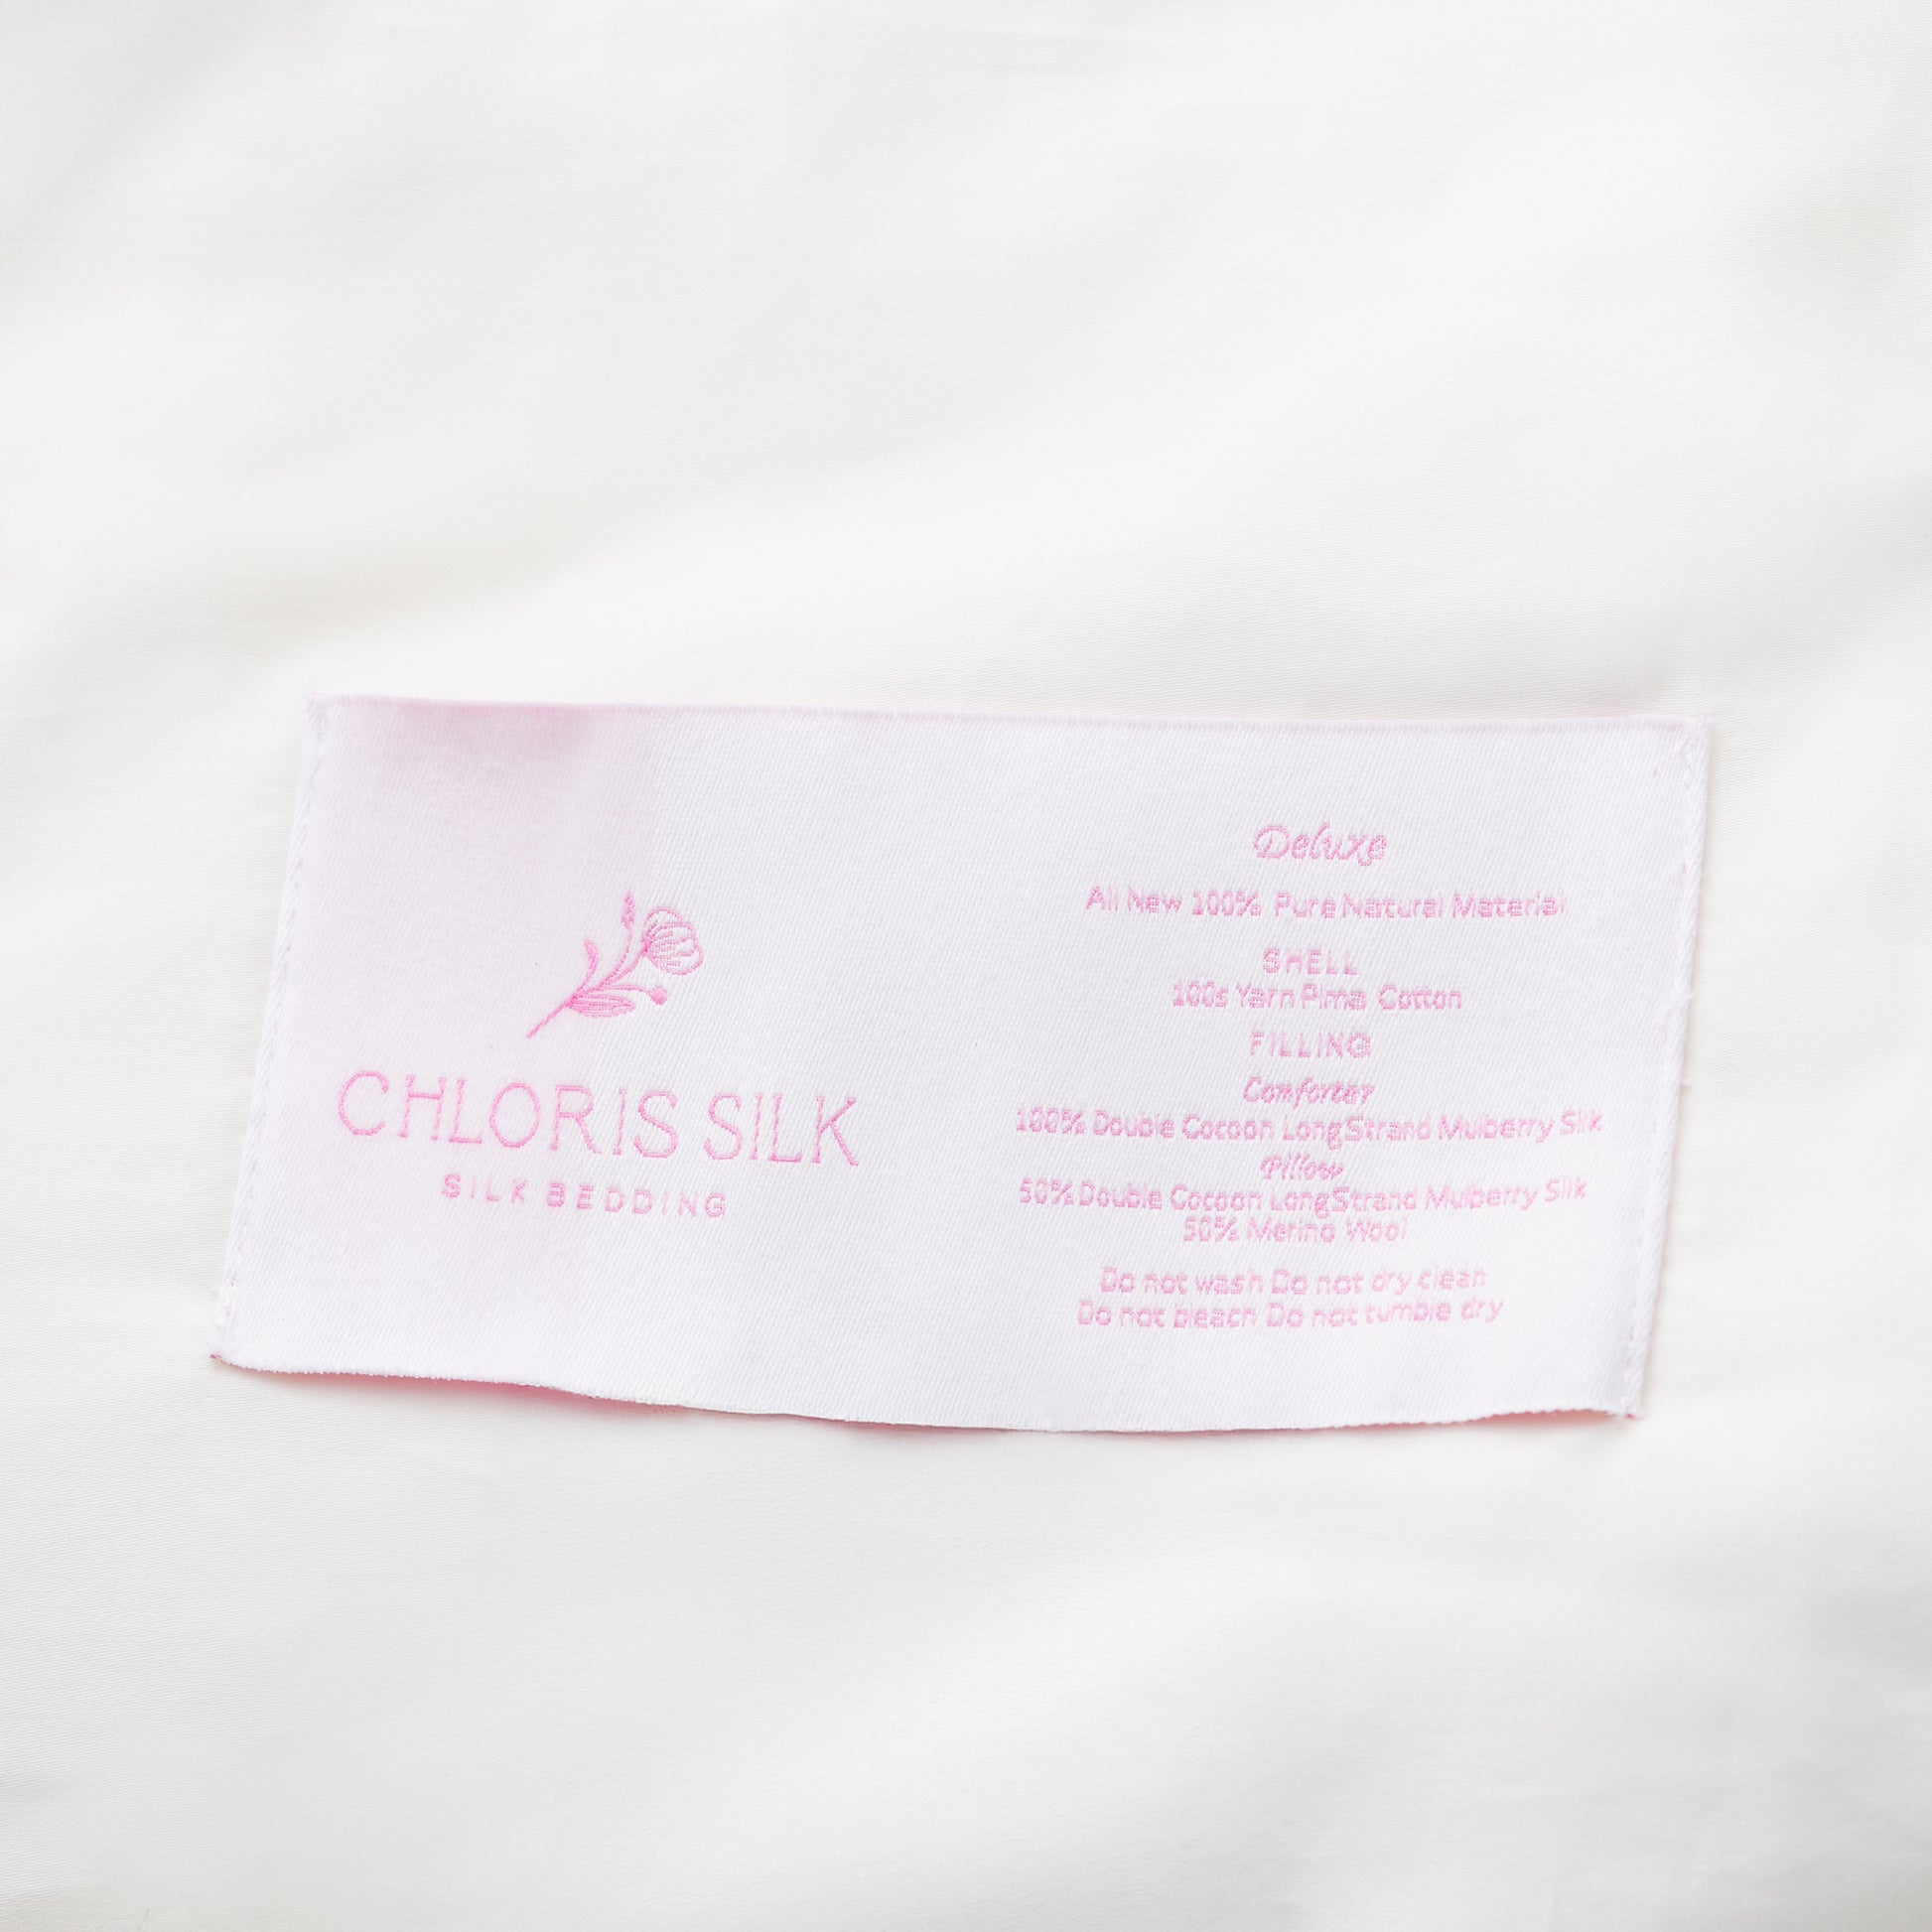 CHLORIS SILK
SILK BEDDING
Deluxe
All New 100% Pure Natural Material
SHELL
100s Yarn Pima Cotton
FILLING
Comforter
100% Double Cocoon LongStrand Mulberry Silk
Pillow
50% Double Cocoon LongStrand Mulberry Silk
50% Merino Wool
Do not wash Do not dry clean
Do not bleach Do not tumble dry